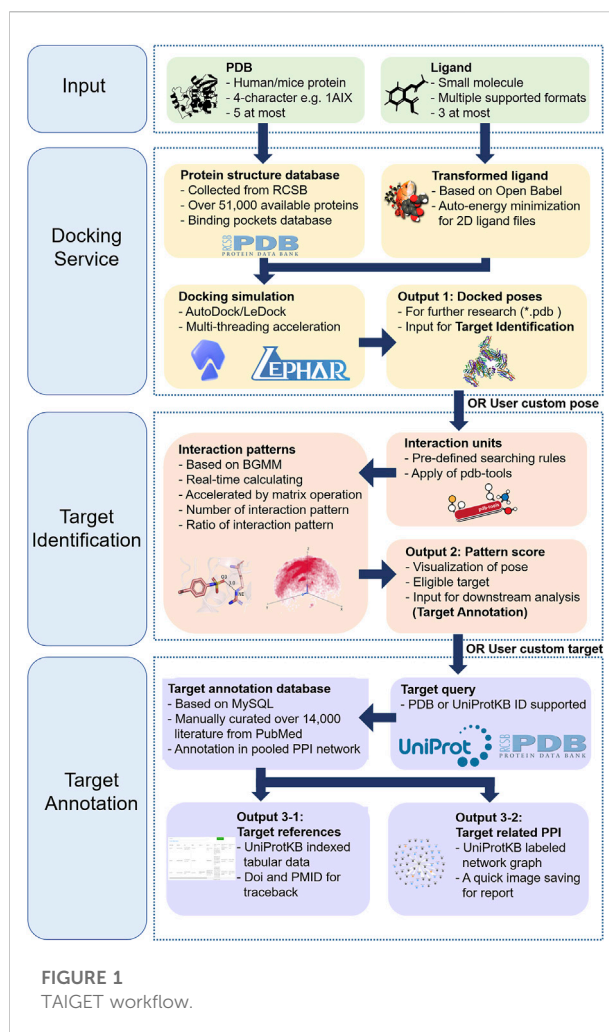 Input
PDB
- Human/mice protein
- 4-character e.g. 1AIX
- 5 at most
Ligand
- Small molecule
- Multiple supported formats
- 3 at most
Docking
Service
Protein structure database
- Collected from RCSB
- Over 51,000 available proteins
- Binding pockets database
RCSB
PDB
PROTEIN DATA BANK
Transformed ligand
- Based on Open Babel
- Auto-energy minimization
for 2D ligand files
Docking simulation
- AutoDock/LeDock
- Multi-threading acceleration
LEPHAR
Output 1: Docked poses
- For further research (*.pdb )
- Input for Target Identification
OR User custom pose
Target
Identification
Interaction patterns
- Based on BGMM
- Real-time calculating
- Accelerated by matrix operation
- Number of interaction pattern
- Ratio of interaction pattern
Interaction units
- Pre-defined searching rules
- Apply of pdb-tools
pdb-tools
Output 2: Pattern score
- Visualization of pose
- Eligible target
- Input for downstream analysis
(Target Annotation)
OR User custom target
Target
Annotation
Target annotation database
- Based on MySQL
- Manually curated over 14,000
literature from PubMed
- Annotation in pooled PPI network
Target query
- PDB or UniProtKB ID supported
UniProt
RCSB
PDB
PROTEIN DATA BANK
Output 3-1:
Target references
- UniProtKB indexed
tabular data
- Doi and PMID for
traceback
Output 3-2:
Target related PPI
- UniProtKB labeled
network graph
- A quick image saving
for report
FIGURE 1
TAIGET workflow.